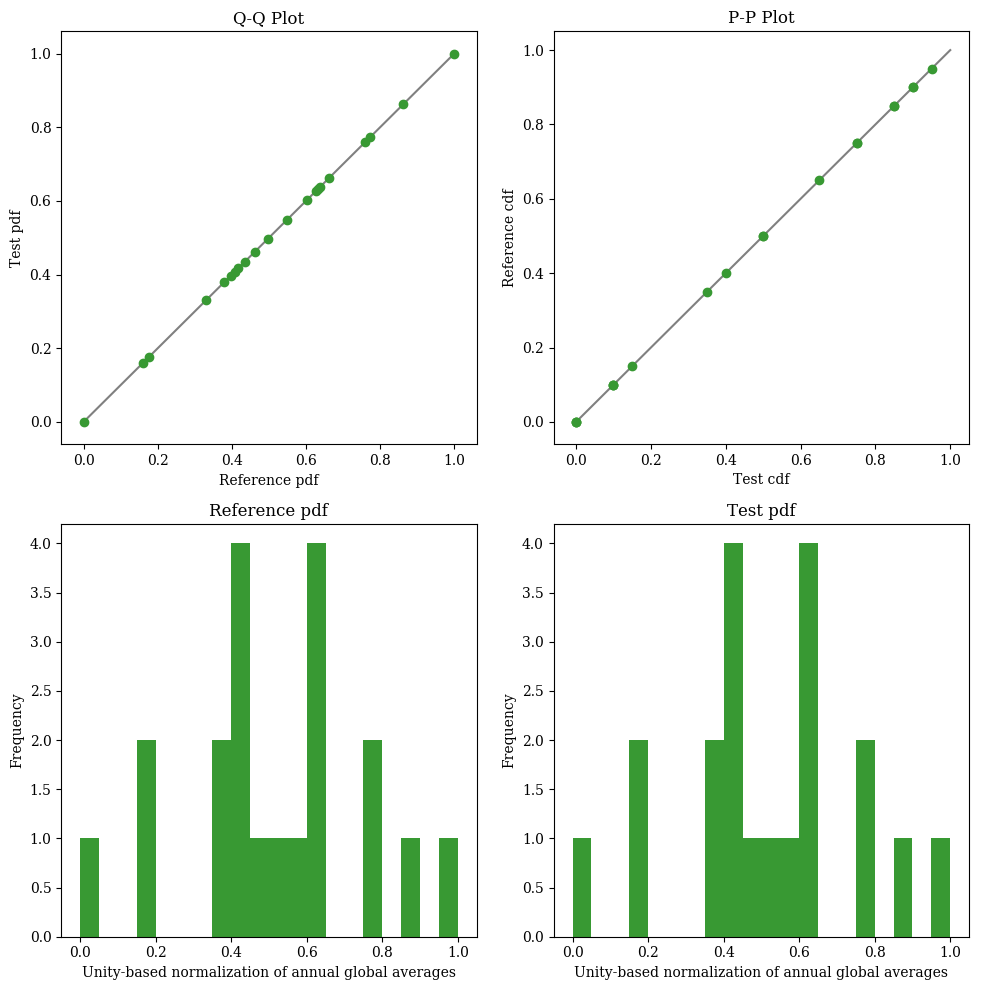 Q-Q Plot
1.0
0.8
0.6
0.4
0.2
0.0
Test pdf
0.0 0.2 0.4 0.6 0.8 1.0
Reference pdf
P-P Plot
1.0
0.8
0.6
0.4
0.2
0.0
Reference cdf
0.0 0.2 0.4 0.6 0.8 1.0
Test cdf
Reference pdf
4.0
3.5
3.0
2.5
2.0
1.5
1.0
0.5
0.0
Frequency
0.0 0.2 0.4 0.6 0.8 1.0
Unity-based normalization of annual global averages
Test pdf
4.0
3.5
3.0
2.5
2.0
1.5
1.0
0.5
0.0
Frequency
0.0 0.2 0.4 0.6 0.8 1.0
Unity-based normalization of annual global averages